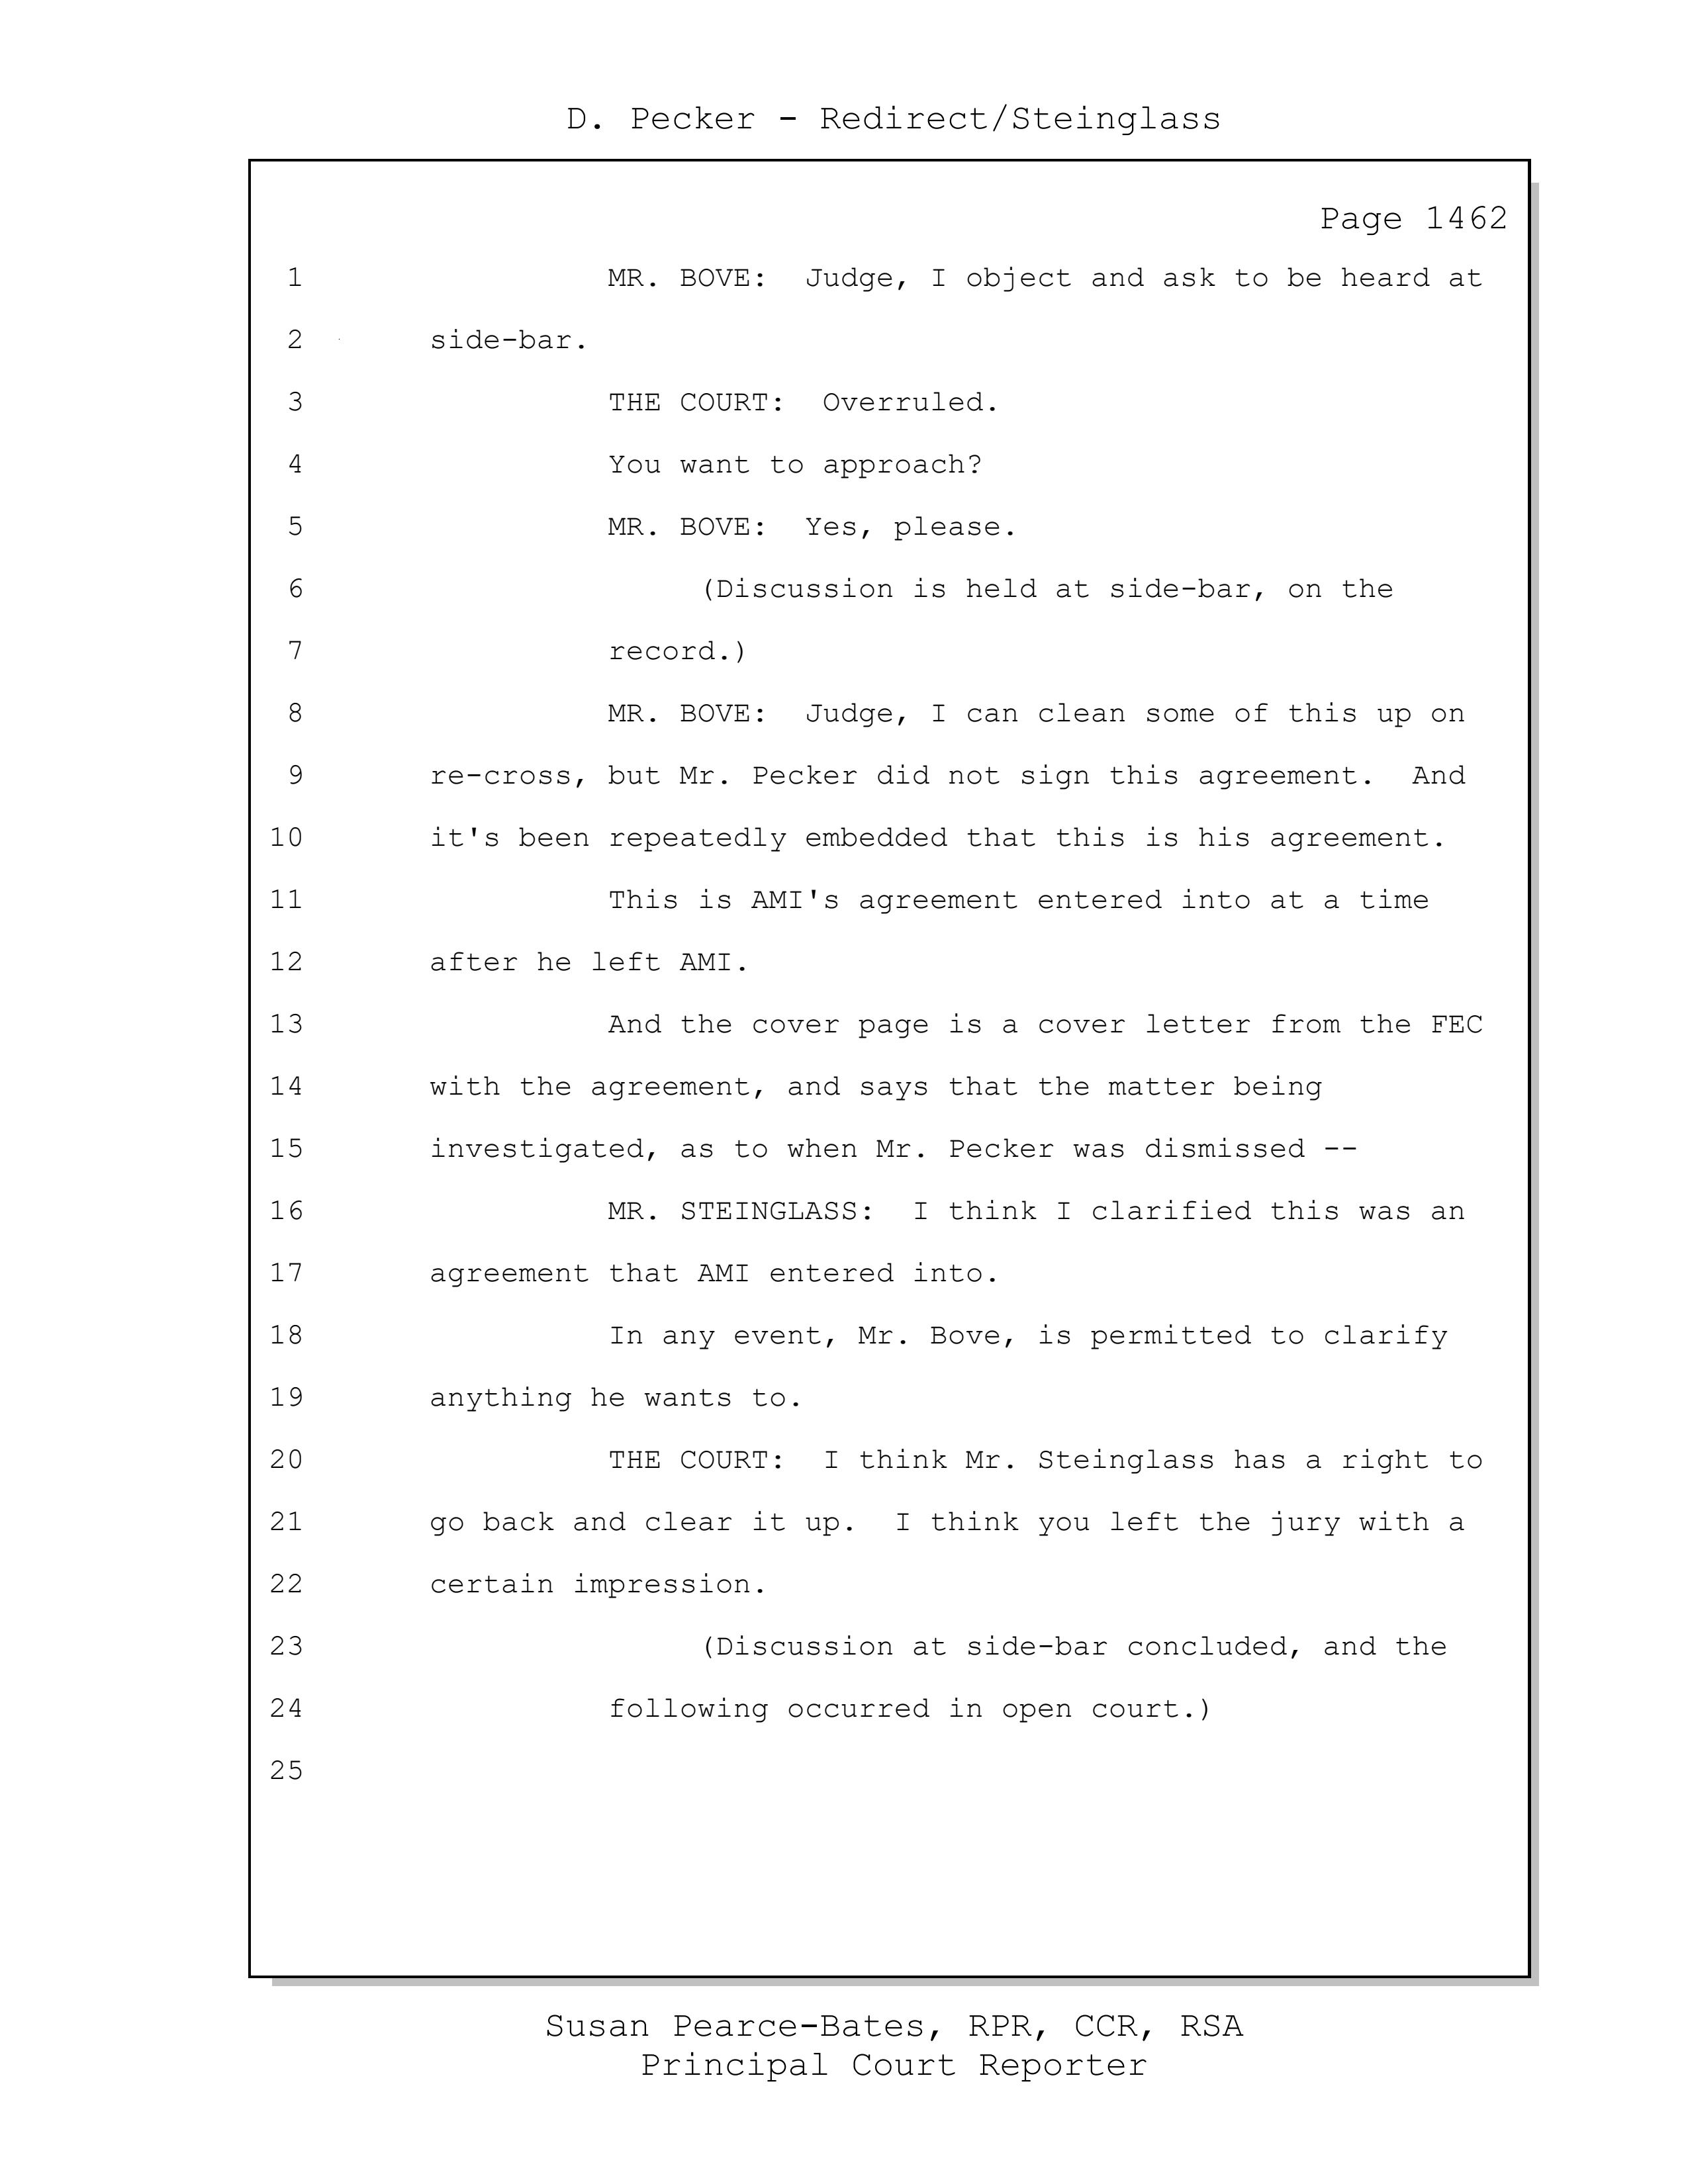 D. Pecker - Redirect/Steinglass
Page 1462
1 MR. BOVE: Judge, I object and ask to be heard at
2 side-bar.
3 THE COURT: Overruled.
4 You want to approach?
5 MR. BOVE: Yes, please.
6 (Discussion is held at side-bar, on the
7 record.)
8 MR. BOVE: Judge, I can clean some of this up on
9 re-cross, but Mr. Pecker did not sign this agreement. And
10 it's been repeatedly embedded that this is his agreement.
11 This is AMI's agreement entered into at a time
12 after he left AMI.
13 And the cover page is a cover letter from the FEC
14 with the agreement, and says that the matter being
15 investigated, as to when Mr. Pecker was dismissed --
16 MR. STEINGLASS: I think I clarified this was an
17 agreement that AMI entered into.
18 In any event, Mr. Bove, is permitted to clarify
19 anything he wants to.
20 THE COURT: I think Mr. Steinglass has a right to
21 go back and clear it up. I think you left the jury with a
22 certain impression.
23 (Discussion at side-bar concluded, and the
24 following occurred in open court.)
25
Susan Pearce-Bates, RPR, CCR, RSA
Principal Court Reporter